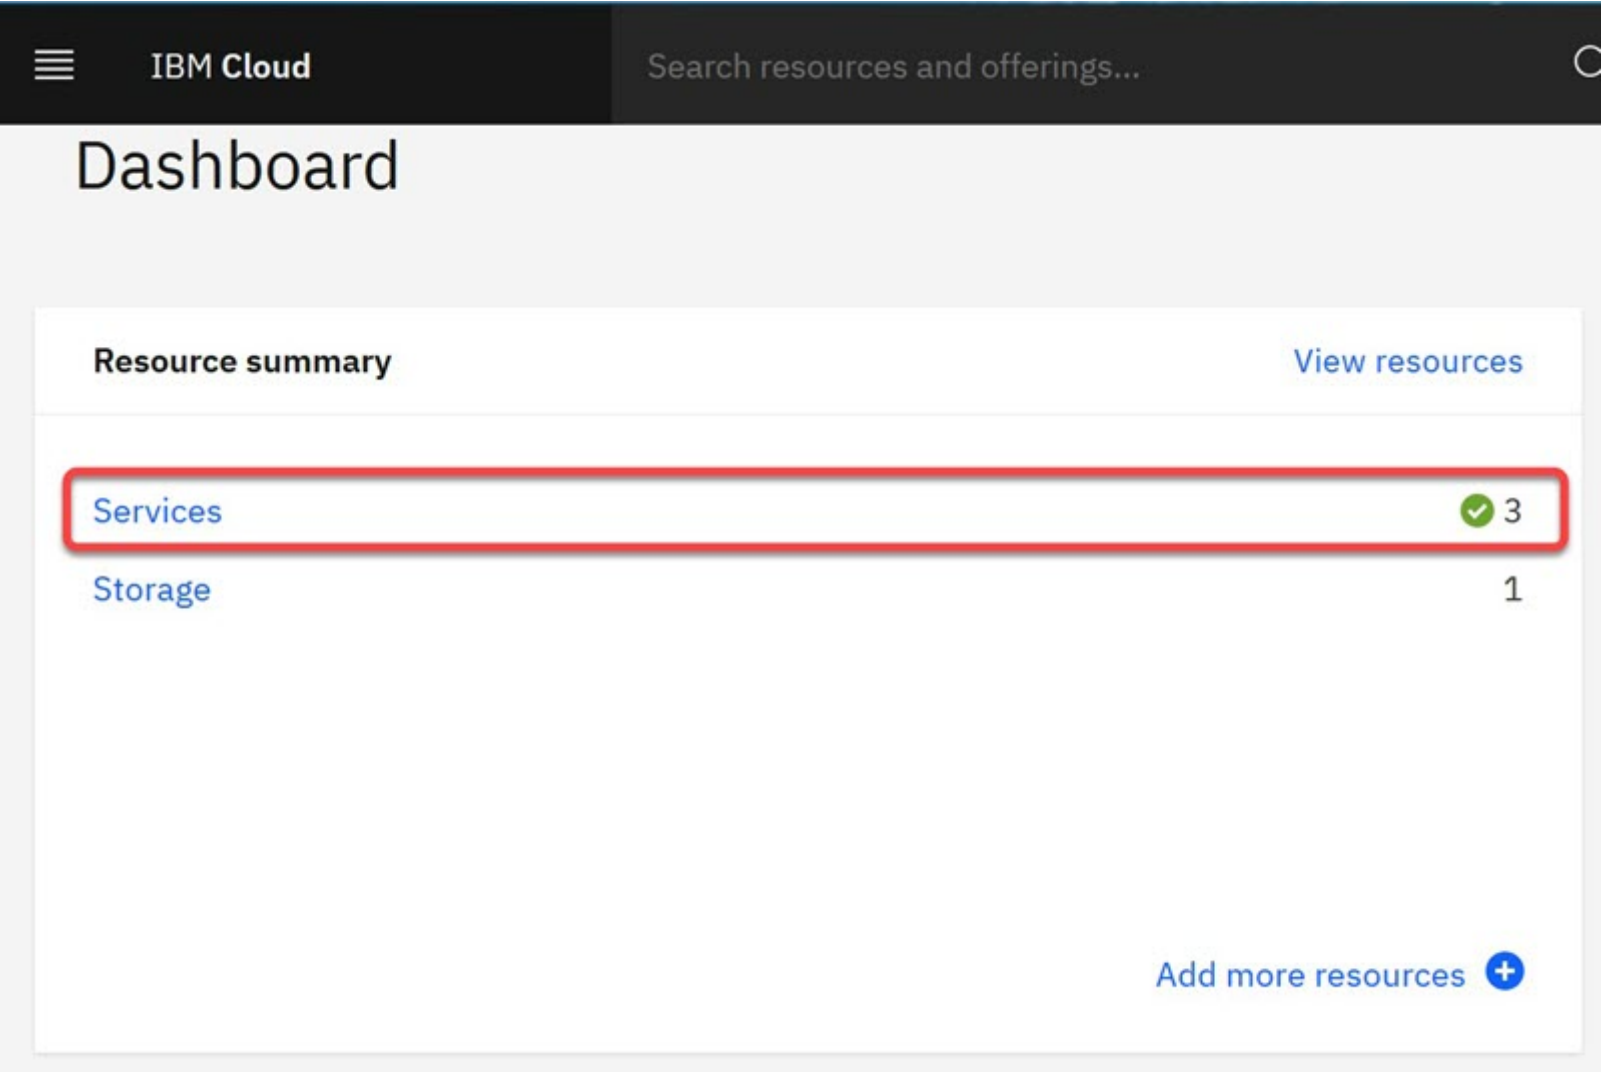 IBM Cloud
Search resources and offerings...
Dashboard
Resource summary
View resources
Services
3
Storage
1
Add more resources